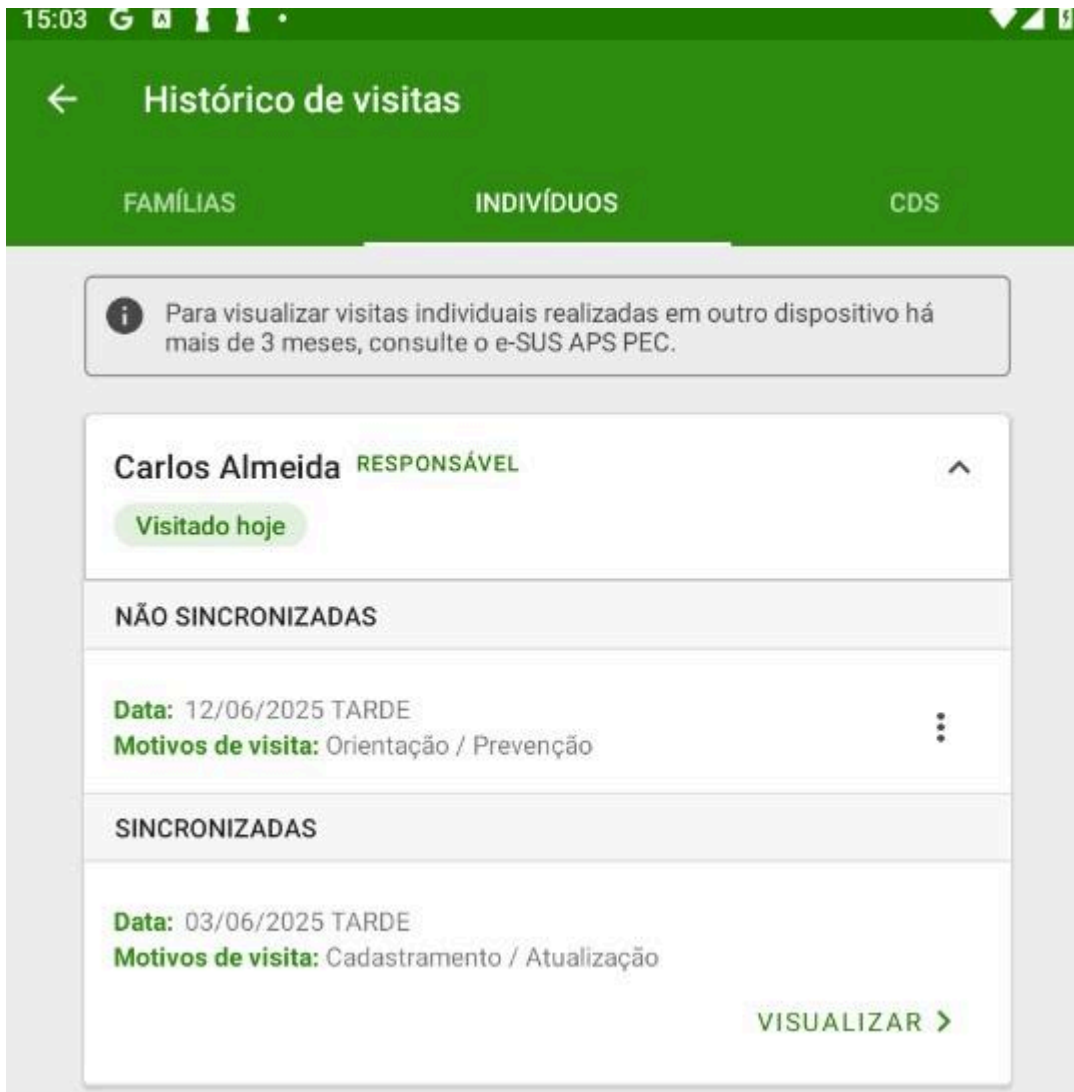 15:03
Histórico de visitas
FAMÍLIAS INDIVÍDUOS CDS
Para visualizar visitas individuais realizadas em outro dispositivo há
mais de 3 meses, consulte o e-SUS APS PEC.
Carlos Almeida RESPONSÁVEL
Visitado hoje
NÃO SINCRONIZADAS
Data: 12/06/2025 TARDE
Motivos de visita: Orientação / Prevenção
SINCRONIZADAS
Data: 03/06/2025 TARDE
Motivos de visita: Cadastramento / Atualização
VISUALIZAR